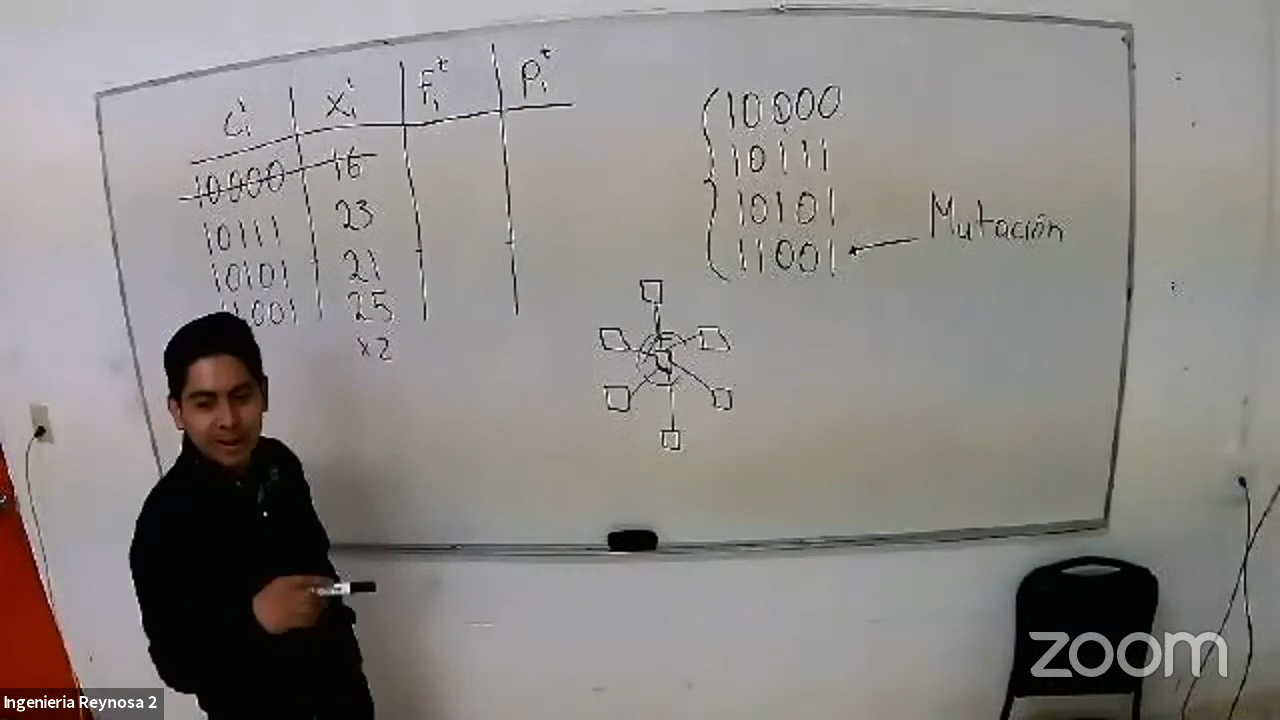 Ci Xi fi^t pi^t
10000 16
10111 23
10101 21
11001 25
x2
10000
10111
10101
11001
Mutación
zoom
Ingenieria Reynosa 2